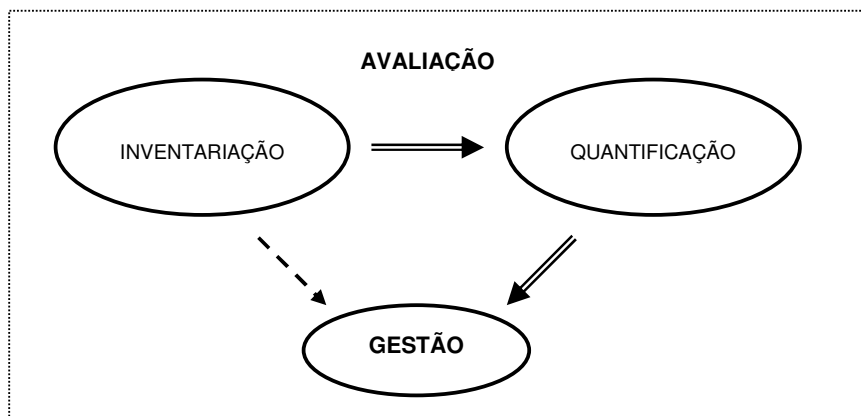 AVALIAÇÃO
INVENTARIAÇÃO
QUANTIFICAÇÃO
GESTÃO